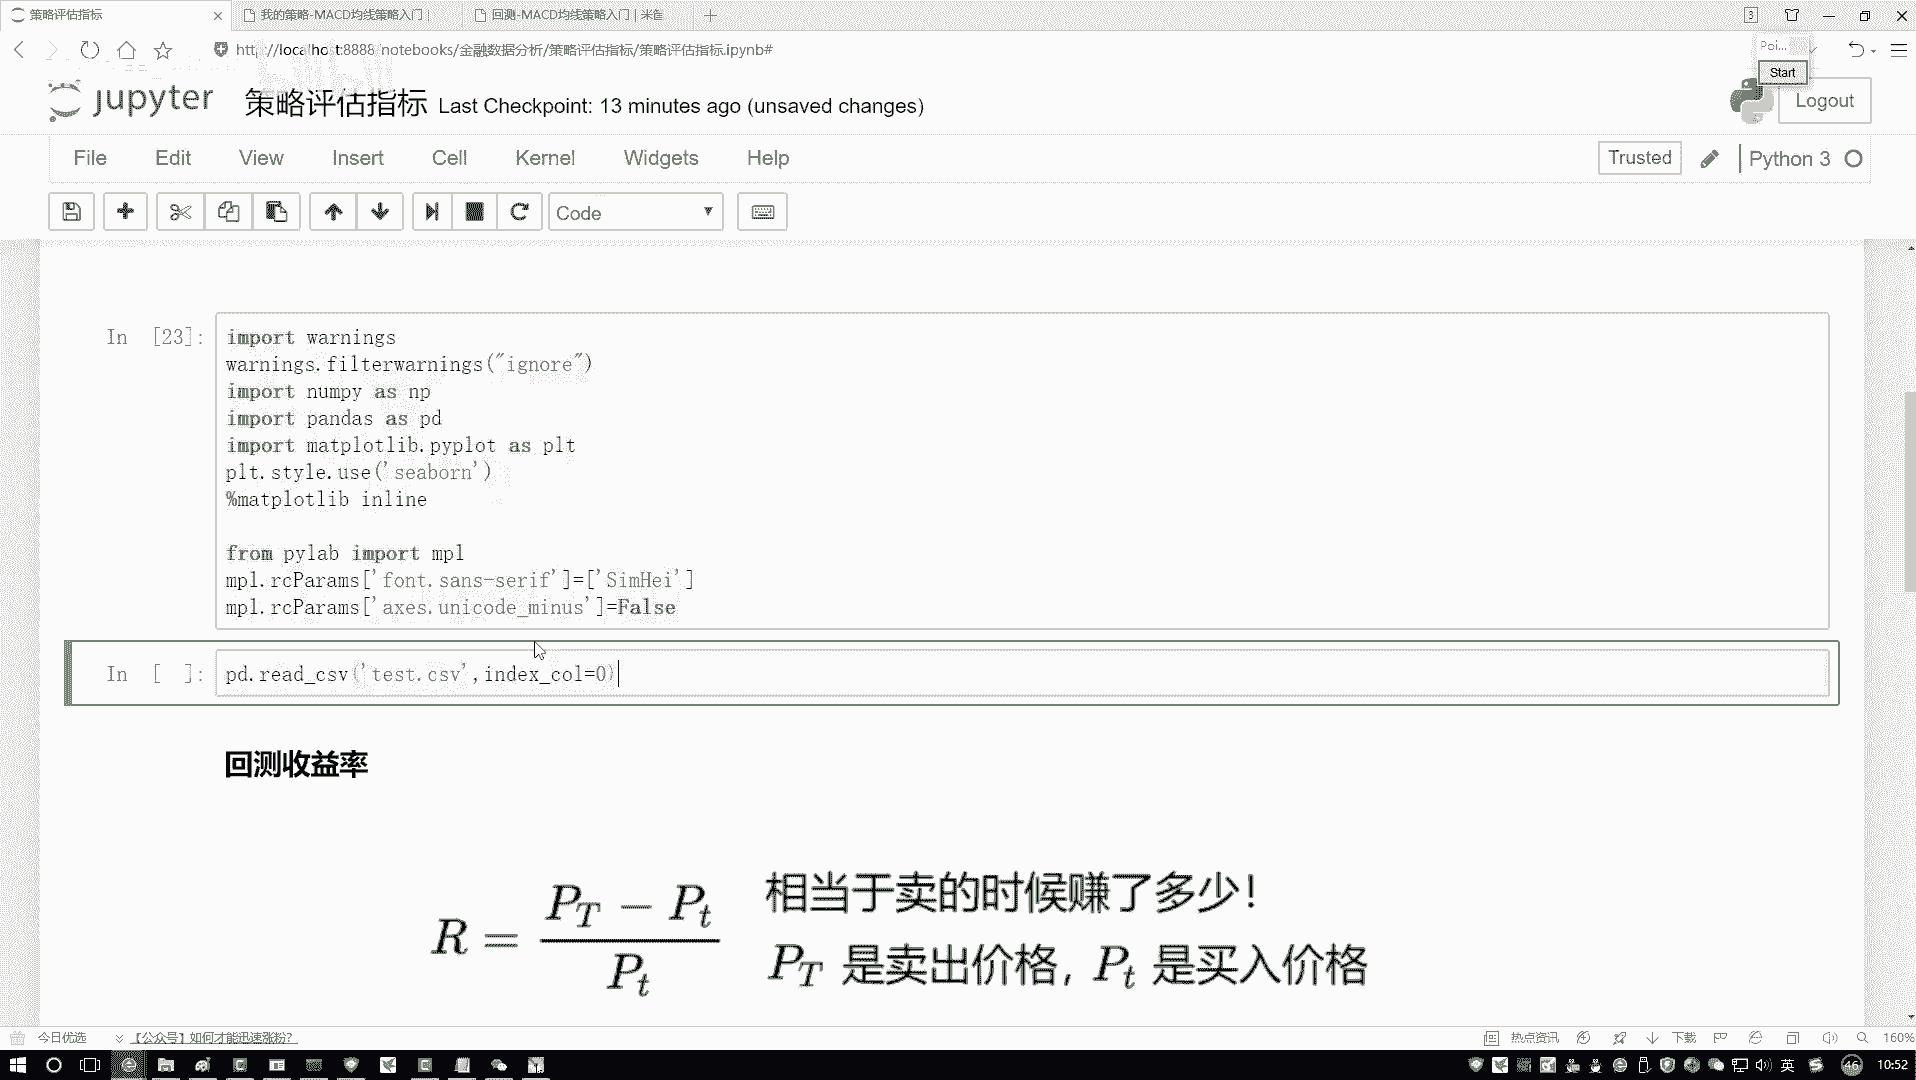 策略评估指标
我的策略-MACD均线策略入门 |
回测-MACD均线策略入门 | 米筐
3
http://localhost:8888/notebooks/金融数据分析/策略评估指标/策略评估指标.ipynb#
Poi...
Start
jupyter
策略评估指标 Last Checkpoint: 13 minutes ago (unsaved changes)
Logout
File Edit View Insert Cell Kernel Widgets Help
Trusted
Python 3
Code
In [23]:
import warnings
warnings.filterwarnings("ignore")
import numpy as np
import pandas as pd
import matplotlib.pyplot as plt
plt.style.use('seaborn')
%matplotlib inline
from pylab import mpl
mpl.rcParams['font.sans-serif']=['SimHei']
mpl.rcParams['axes.unicode_minus']=False
In [ ]:
pd.read_csv('test.csv',index_col=0)
回测收益率
R = (P_T − P_t) / P_t
相当于卖的时候赚了多少!
P_T 是卖出价格, P_t 是买入价格
今日优选
【公众号】如何才能迅速涨粉?
热点资讯
下载
160%
英
46
10:52